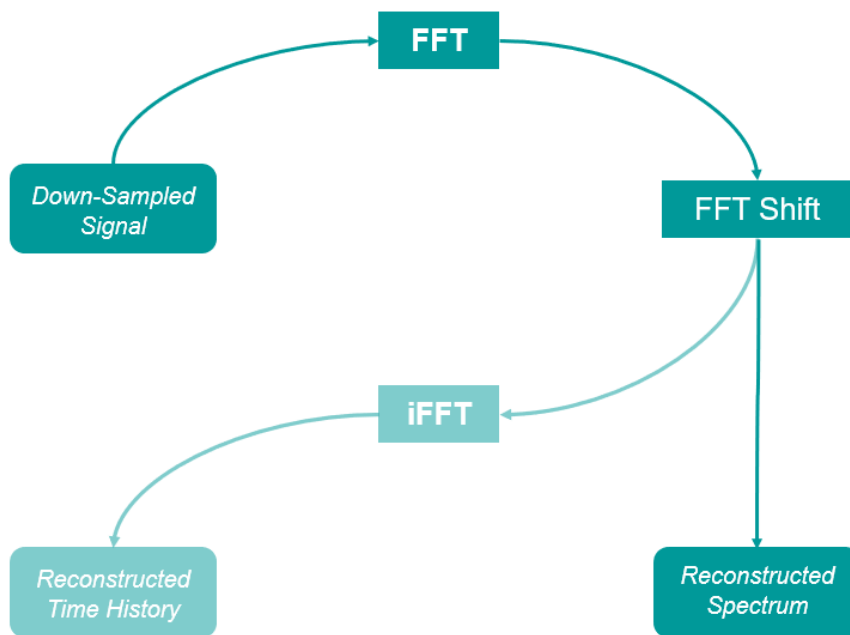 FFT
Down-Sampled
Signal
FFT Shift
iFFT
Reconstructed
Time History
Reconstructed
Spectrum